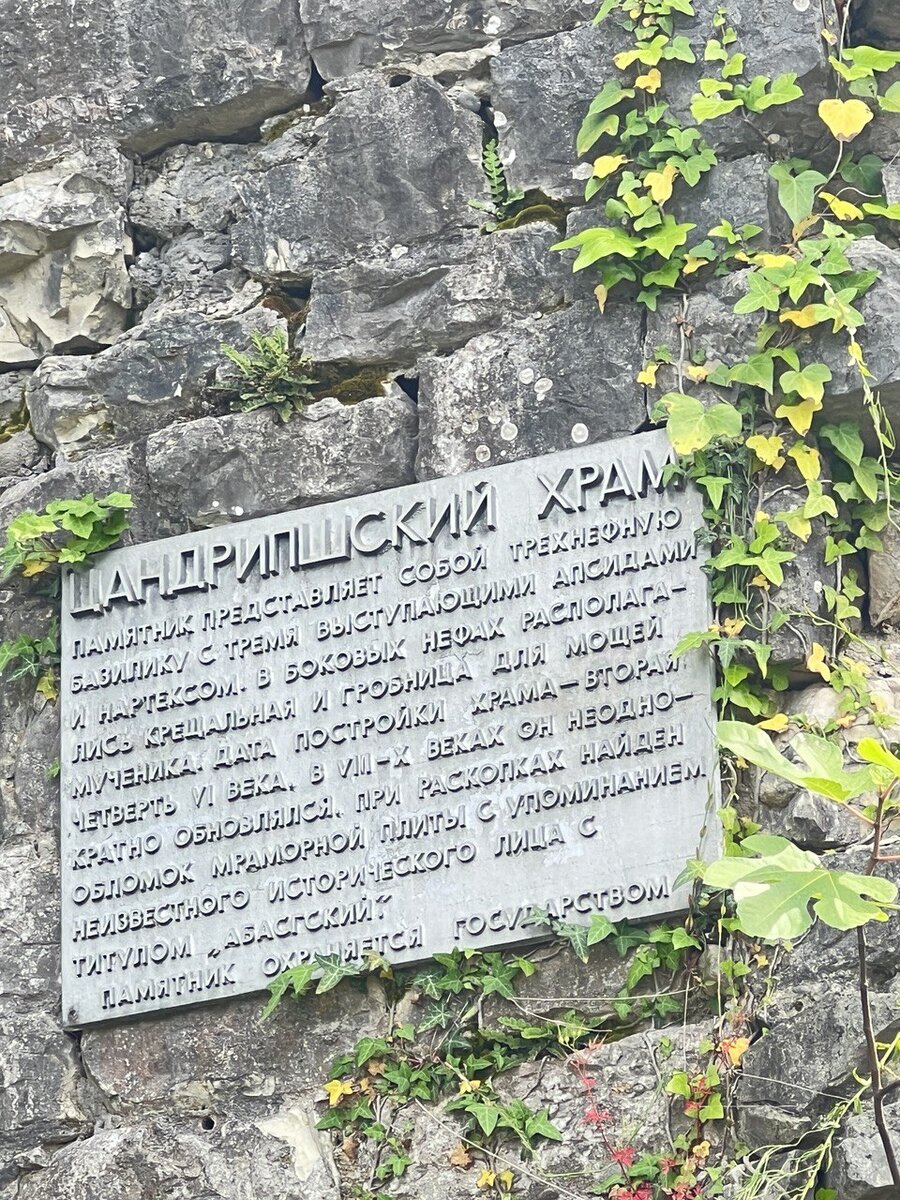 ЦАНДРИПШСКИЙ ХРАМ
ПАМЯТНИК ПРЕДСТАВЛЯЕТ СОБОЙ ТРЕХНЕФНУЮ
БАЗИЛИКУ С ТРЕМЯ ВЫСТУПАЮЩИМИ АПСИДАМИ
И НАРТЕКСОМ. В БОКОВЫХ НЕФАХ РАСПОЛАГА-
ЛИСЬ КРЕЩАЛЬНАЯ И ГРОБНИЦА ДЛЯ МОЩЕЙ
МУЧЕНИКА. ДАТА ПОСТРОЙКИ ХРАМА — ВТОРАЯ
ЧЕТВЕРТЬ VI ВЕКА. В VIII-X ВЕКАХ ОН НЕОДНО-
КРАТНО ОБНОВЛЯЛСЯ. ПРИ РАСКОПКАХ НАЙДЕН
ОБЛОМОК МРАМОРНОЙ ПЛИТЫ С УПОМИНАНИЕМ
НЕИЗВЕСТНОГО ИСТОРИЧЕСКОГО ЛИЦА С
ТИТУЛОМ „АБАСГСКИЙ“
ПАМЯТНИК ОХРАНЯЕТСЯ ГОСУДАРСТВОМ